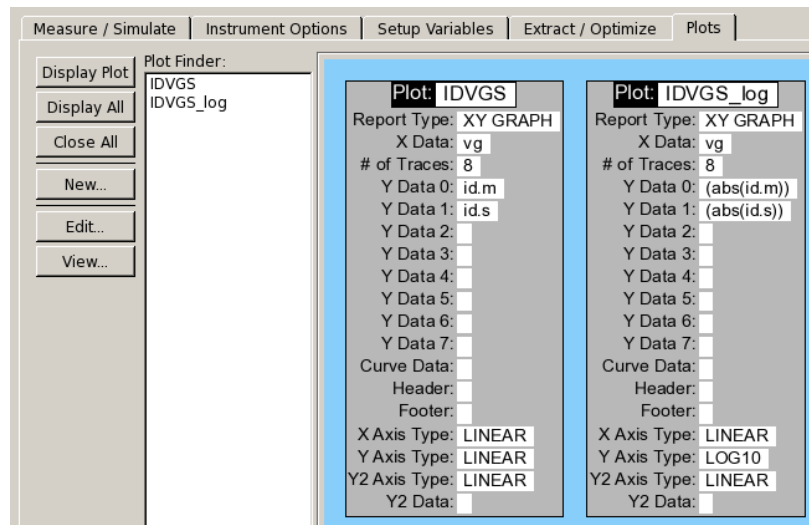 Measure / Simulate Instrument Options Setup Variables Extract / Optimize Plots
Display Plot
Display All
Close All
New...
Edit...
View...
Plot Finder:
IDVGS
IDVGS_log
Plot: IDVGS
Report Type: XY GRAPH
X Data: vg
# of Traces: 8
Y Data 0: id.m
Y Data 1: id.s
Y Data 2:
Y Data 3:
Y Data 4:
Y Data 5:
Y Data 6:
Y Data 7:
Curve Data:
Header:
Footer:
X Axis Type: LINEAR
Y Axis Type: LINEAR
Y2 Axis Type: LINEAR
Y2 Data:
Plot: IDVGS_log
Report Type: XY GRAPH
X Data: vg
# of Traces: 8
Y Data 0: (abs(id.m))
Y Data 1: (abs(id.s))
Y Data 2:
Y Data 3:
Y Data 4:
Y Data 5:
Y Data 6:
Y Data 7:
Curve Data:
Header:
Footer:
X Axis Type: LINEAR
Y Axis Type: LOG10
Y2 Axis Type: LINEAR
Y2 Data: